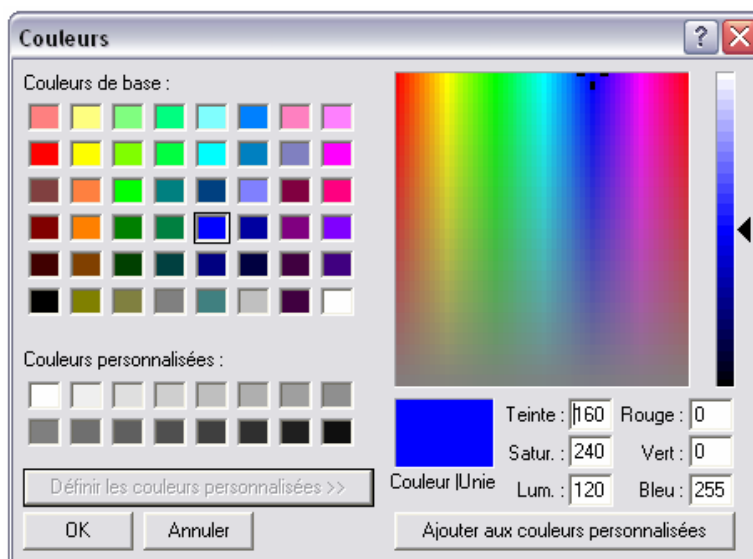 Couleurs
Couleurs de base :
Couleurs personnalisées :
Définir les couleurs personnalisées >>
OK Annuler
Teinte : 160 Rouge : 0
Satur. : 240 Vert : 0
Couleur |Unie Lum. : 120 Bleu : 255
Ajouter aux couleurs personnalisées